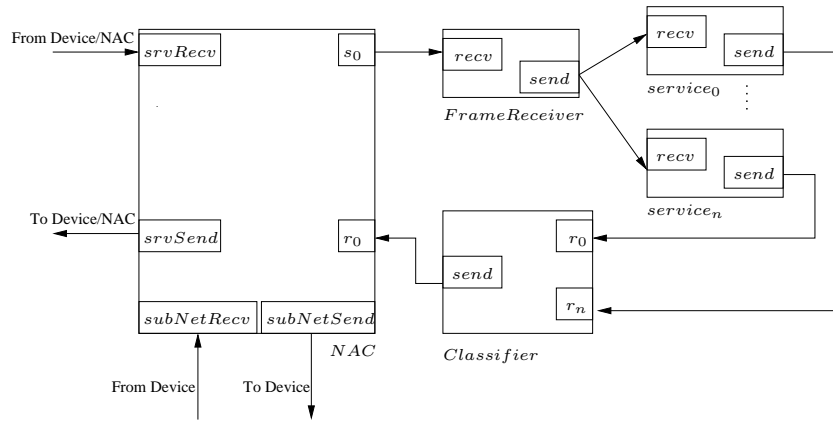 From Device/NAC
srvRecv
s0
recv
send
FrameReceiver
recv
send
service0
recv
send
servicen
To Device/NAC
srvSend
r0
send
r0
rn
Classifier
subNetRecv
subNetSend
NAC
From Device
To Device